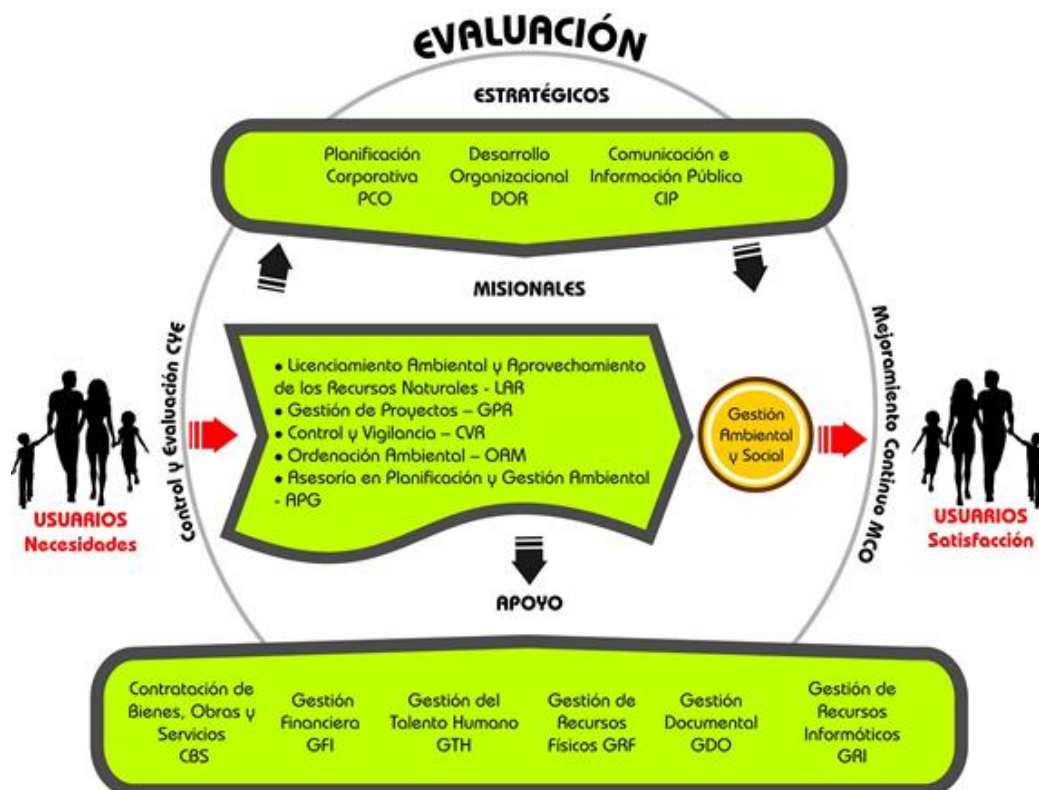 EVALUACIÓN
ESTRATÉGICOS
Planificación
Corporativa
PCO
Desarrollo
Organizacional
DOR
Comunicación e
Información Pública
CIP
MISIONALES
Control y Evaluación CYE
USUARIOS
Necesidades
● Licenciamiento Ambiental y Aprovechamiento
de los Recursos Naturales - LAR
● Gestión de Proyectos – GPR
● Control y Vigilancia – CVR
● Ordenación Ambiental – OAM
● Asesoría en Planificación y Gestión Ambiental
- APG
Gestión
Ambiental
y Social
Mejoramiento Continuo MCO
USUARIOS
Satisfacción
APOYO
Contratación de
Bienes, Obras y
Servicios
CBS
Gestión
Financiera
GFI
Gestión del
Talento Humano
GTH
Gestión de
Recursos
Físicos GRF
Gestión
Documental
GDO
Gestión de
Recursos
Informáticos
GRI